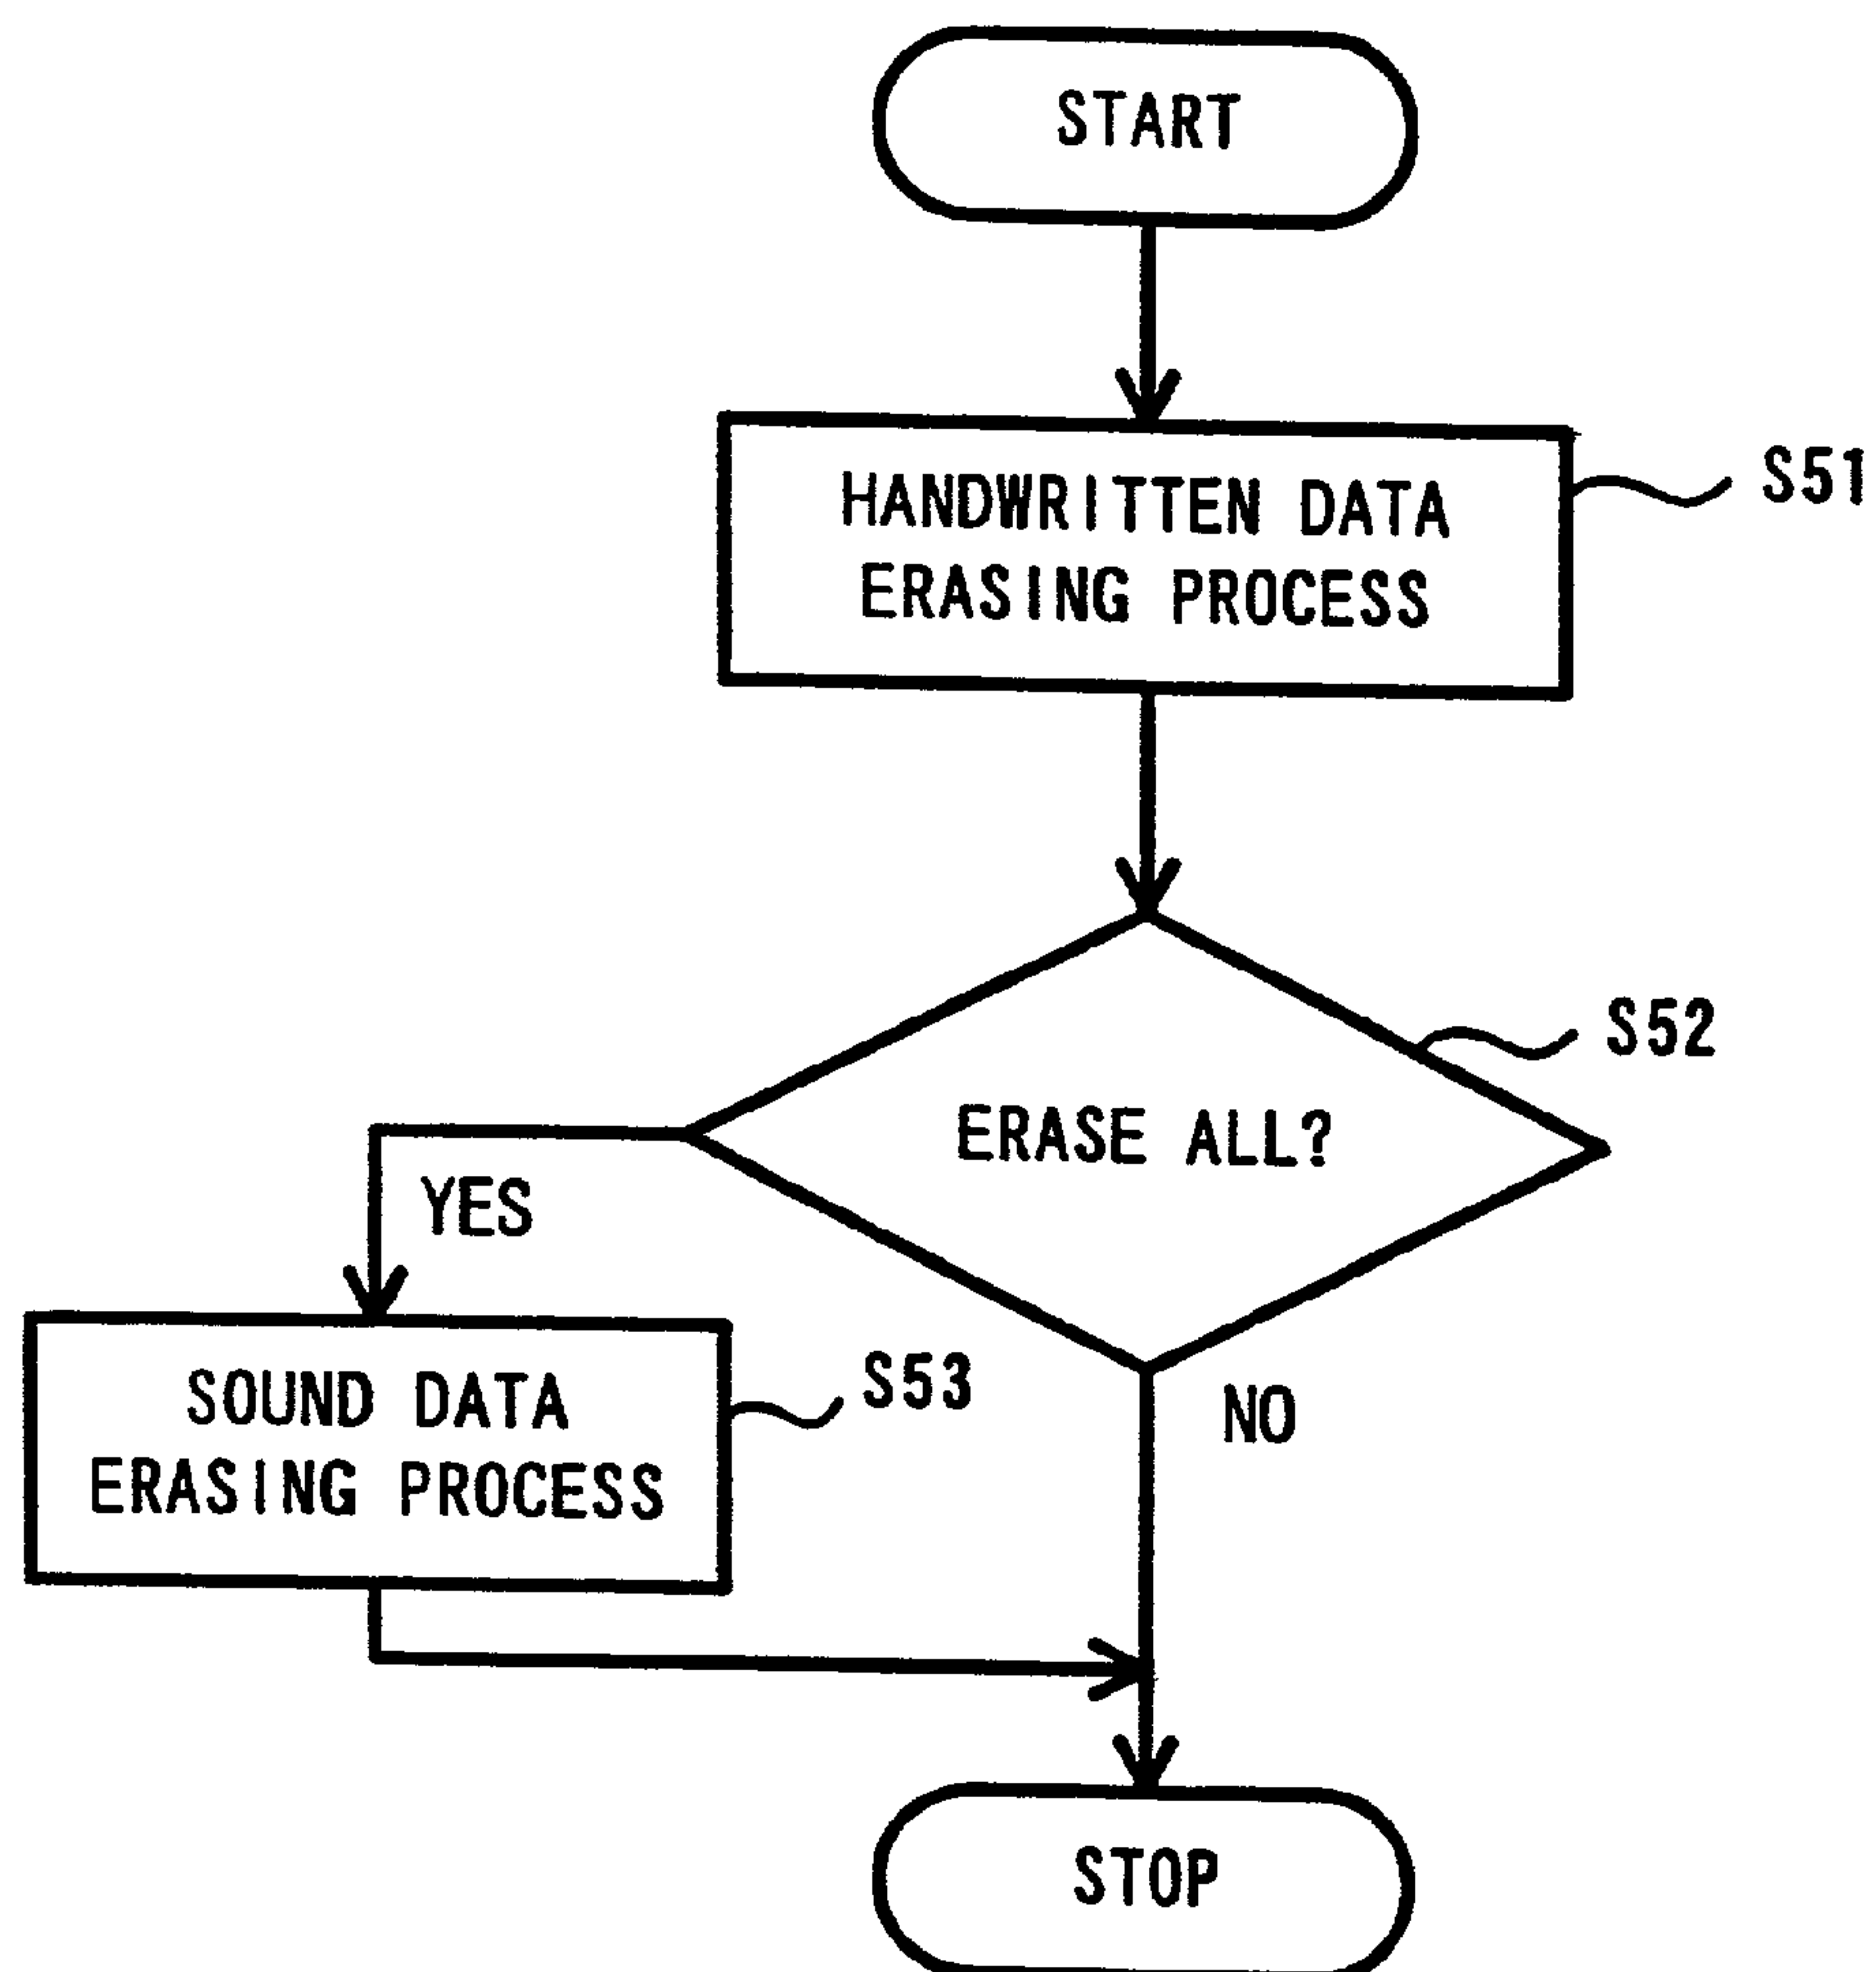 START
HANDWRITTEN DATA
ERASING PROCESS
S51
S52
ERASE ALL?
YES
SOUND DATA
ERASING PROCESS
S53
NO
STOP